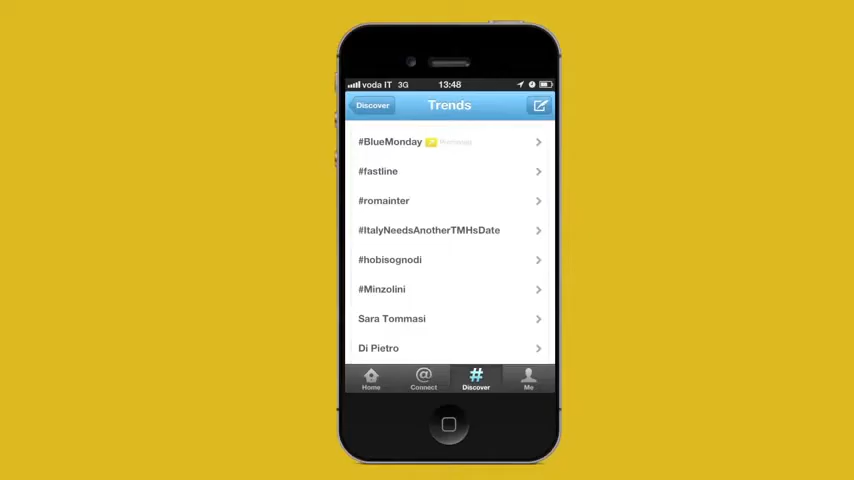 voda IT 3G 13:48
Discover Trends
#BlueMonday
#fastline
#romainter
#ItalyNeedsAnotherTMHsDate
#hobisognodi
#Minzolini
Sara Tommasi
Di Pietro
Home Connect Discover Me